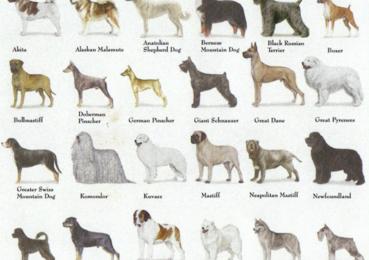 Akita
Alaskan Malamute
Anatolian
Shepherd Dog
Bernese
Mountain Dog
Black Russian
Terrier
Boxer
Bullmastiff
Doberman
Pinscher
German Pinscher
Giant Schnauzer
Great Dane
Great Pyrenees
Greater Swiss
Mountain Dog
Komondor
Kuvasz
Mastiff
Neapolitan Mastiff
Newfoundland